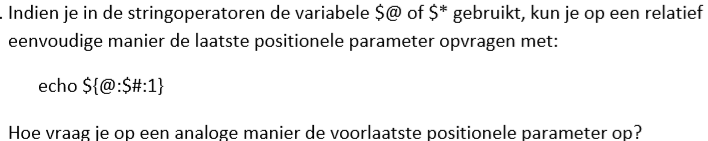 . Indien je in de stringoperatoren de variabele $@ of $* gebruikt, kun je op een relatief
eenvoudige manier de laatste positionele parameter opvragen met:
echo ${@:$#:1}
Hoe vraag je op een analoge manier de voorlaatste positionele parameter op?